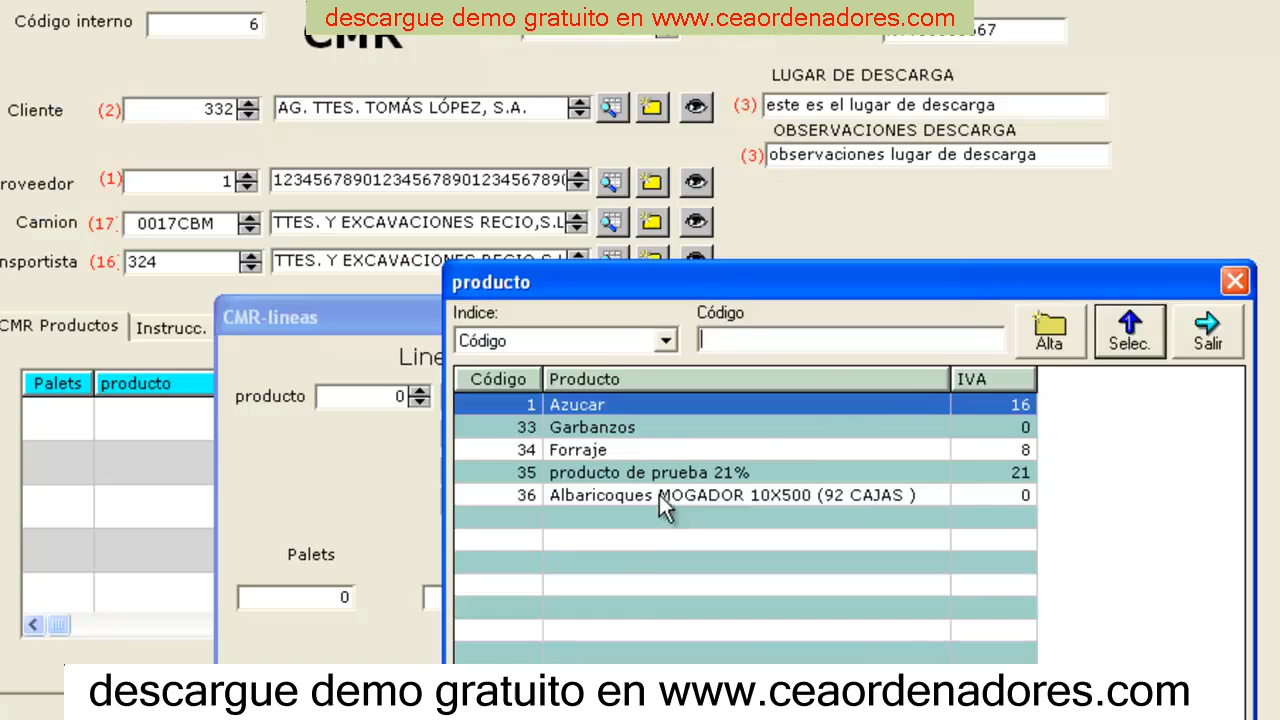 descargue demo gratuito en www.ceaordenadores.com
Código interno 6
CMR
LUGAR DE DESCARGA
Cliente (2) 332 AG. TTES. TOMÁS LÓPEZ, S.A. (3) este es el lugar de descarga
OBSERVACIONES DESCARGA
(3) observaciones lugar de descarga
roveedor (1) 1 123456789012345678901234567890
Camion (17) 0017CBM TTES. Y EXCAVACIONES RECIO,S.L
nsportista (16) 324 TTES. Y EXCAVACIONES RECIO,S.L
producto
Indice: Código
CMR-lineas
CMR Productos Instrucc.
Código Alta Selec. Salir
Line
Palets producto
producto 0
Código Producto IVA
1 Azucar 16
33 Garbanzos 0
34 Forraje 8
35 producto de prueba 21% 21
36 Albaricoques MOGADOR 10X500 (92 CAJAS ) 0
Palets
0
descargue demo gratuito en www.ceaordenadores.com